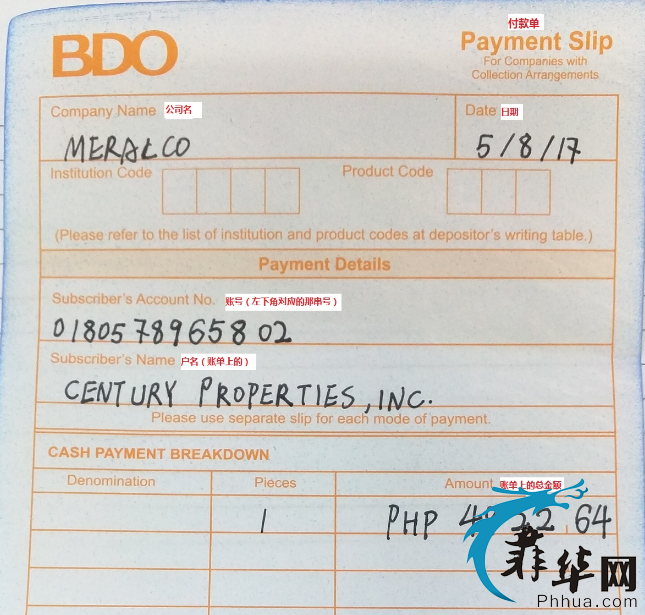 BDO
付款单
Payment Slip
For Companies with
Collection Arrangements
Company Name 公司名
Date 日期
MERALCO
5/8/17
Institution Code
Product Code
(Please refer to the list of institution and product codes at depositor's writing table.)
Payment Details
Subscriber's Account No. 账号（左下角对应的那串号）
0180578965802
Subscriber's Name 户名（账单上的）
CENTURY PROPERTIES, INC.
Please use separate slip for each mode of payment.
CASH PAYMENT BREAKDOWN
Denomination
Pieces
Amount 账单上的总金额
1
PHP
64
菲华网
Phhua.com